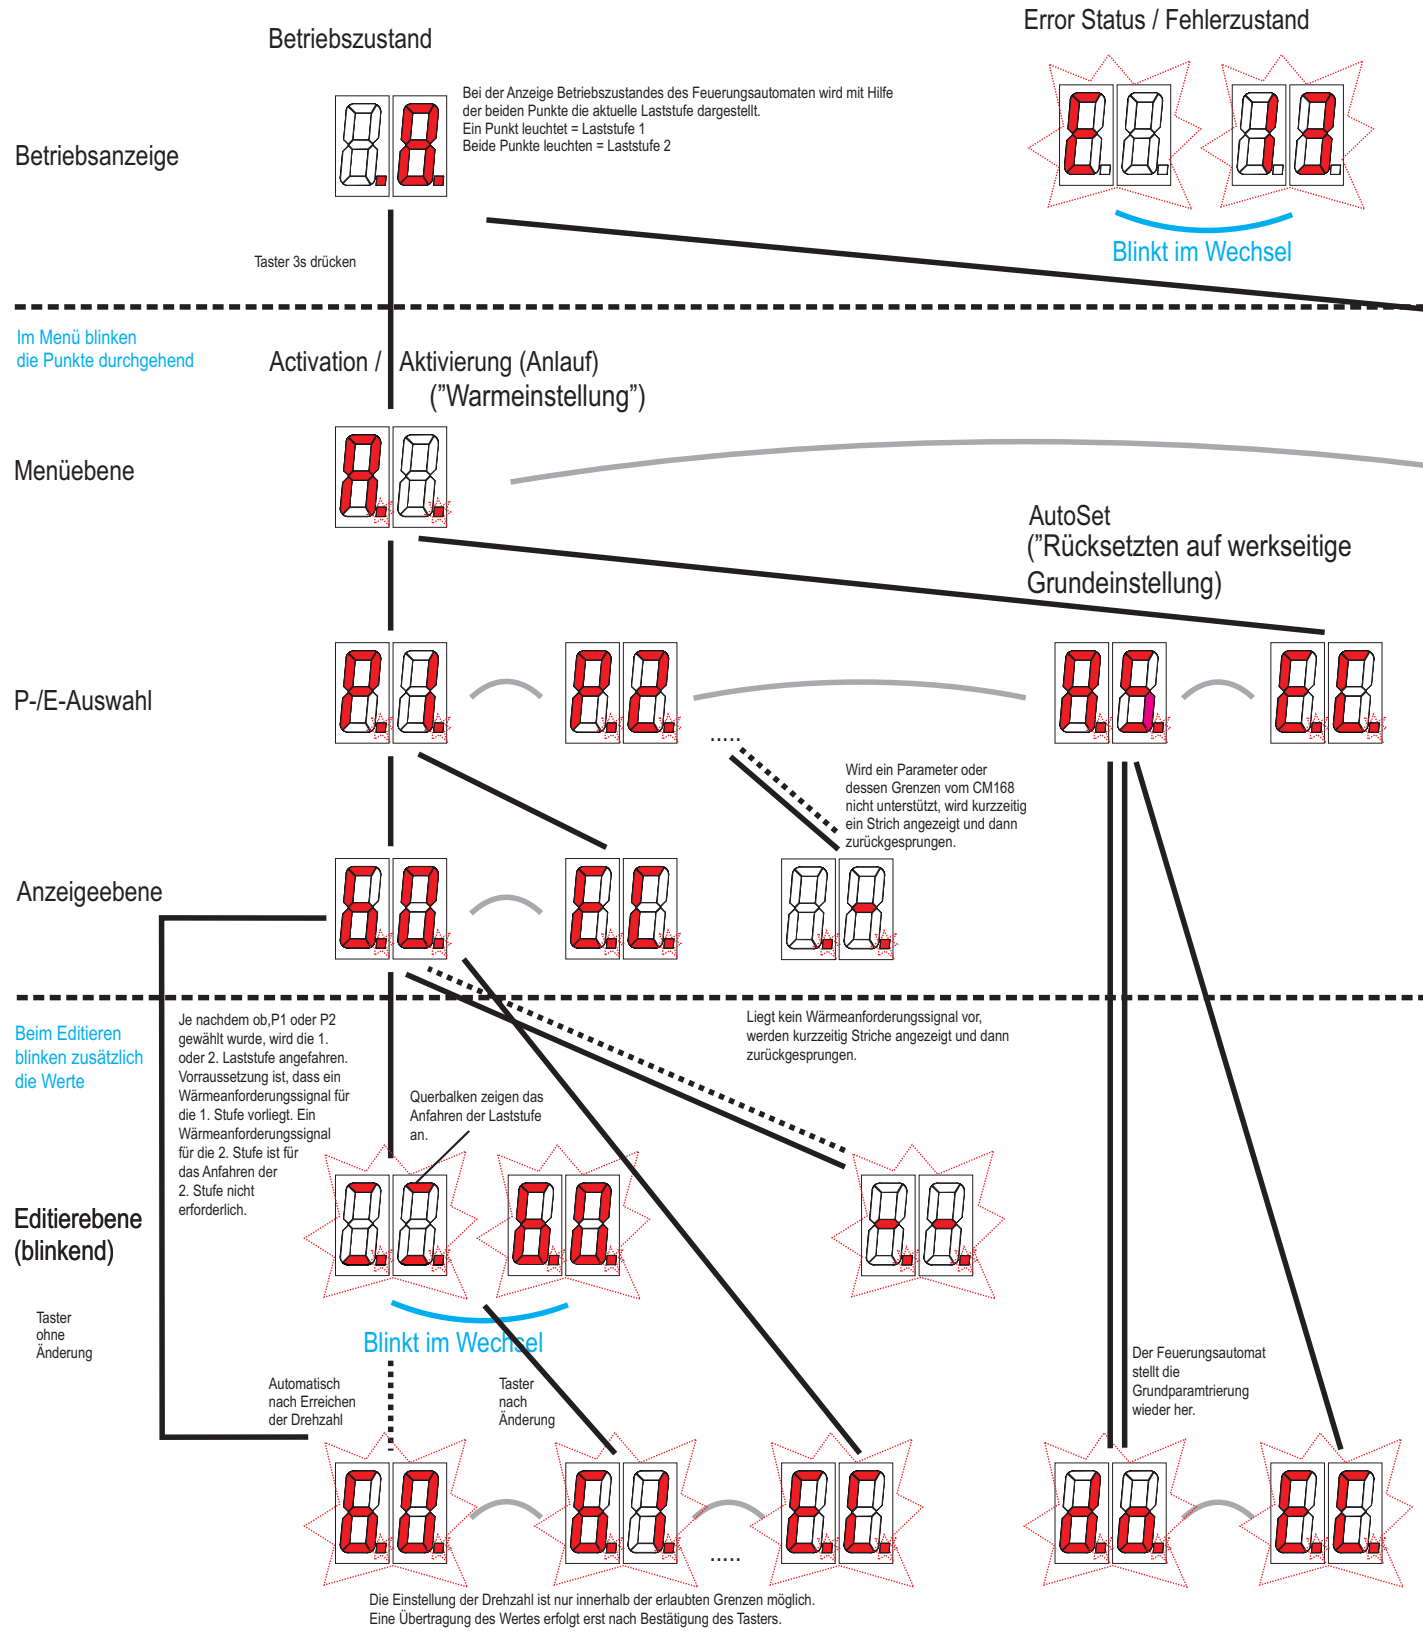 Error Status / Fehlerzustand
Betriebszustand
Bei der Anzeige Betriebszustandes des Feuerungsautomaten wird mit Hilfe
der beiden Punkte die aktuelle Laststufe dargestellt.
Ein Punkt leuchtet = Laststufe 1
Beide Punkte leuchten = Laststufe 2
Betriebsanzeige
Blinkt im Wechsel
Taster 3s drücken
Im Menü blinken
die Punkte durchgehend
Activation / Aktivierung (Anlauf)
(”Warmeinstellung”)
Menüebene
AutoSet
(”Rücksetzten auf werkseitige
Grundeinstellung)
P-/E-Auswahl
.....
Wird ein Parameter oder
dessen Grenzen vom CM168
nicht unterstützt, wird kurzzeitig
ein Strich angezeigt und dann
zurückgesprungen.
Anzeigeebene
Beim Editieren
blinken zusätzlich
die Werte
Je nachdem ob,P1 oder P2
gewählt wurde, wird die 1.
oder 2. Laststufe angefahren.
Vorraussetzung ist, dass ein
Wärmeanforderungssignal für
die 1. Stufe vorliegt. Ein
Wärmeanforderungssignal
für die 2. Stufe ist für
das Anfahren der
2. Stufe nicht
erforderlich.
Liegt kein Wärmeanforderungssignal vor,
werden kurzzeitig Striche angezeigt und dann
zurückgesprungen.
Querbalken zeigen das
Anfahren der Laststufe
an.
Editierebene
(blinkend)
Taster
ohne
Änderung
Blinkt im Wechsel
Automatisch
nach Erreichen
der Drehzahl
Taster
nach
Änderung
Der Feuerungsautomat
stellt die
Grundparamtrierung
wieder her.
.....
Die Einstellung der Drehzahl ist nur innerhalb der erlaubten Grenzen möglich.
Eine Übertragung des Wertes erfolgt erst nach Bestätigung des Tasters.